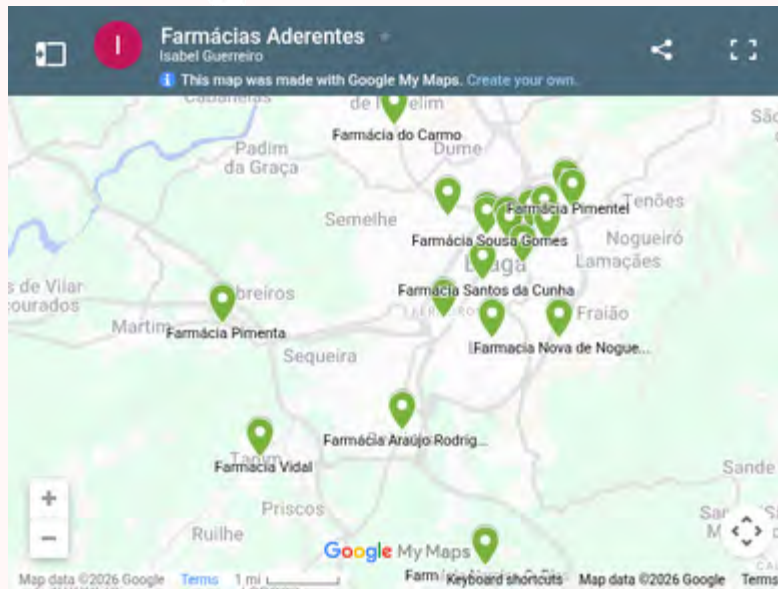 I
Farmácias Aderentes
Isabel Guerreiro
i This map was made with Google My Maps. Create your own.
Farmácia do Carmo
Dume
Padim
da Graça
Tenões
Farmácia Pimentel
Semelhe
Farmácia Sousa Gomes
Nogueiró
Lamaçães
s de Vilar
Farmácia Santos da Cunha
Martim
Farmácia Pimenta
Fraião
Sequeira
Farmacia Nova de Nogue...
Farmácia Araújo Rodrig...
Farmácia Vidal
Sande
+
Priscos
−
Ruilhe
Google My Maps
Map data ©2026 Google
Terms
1 mi
Keyboard shortcuts
Map data ©2026 Google
Terms